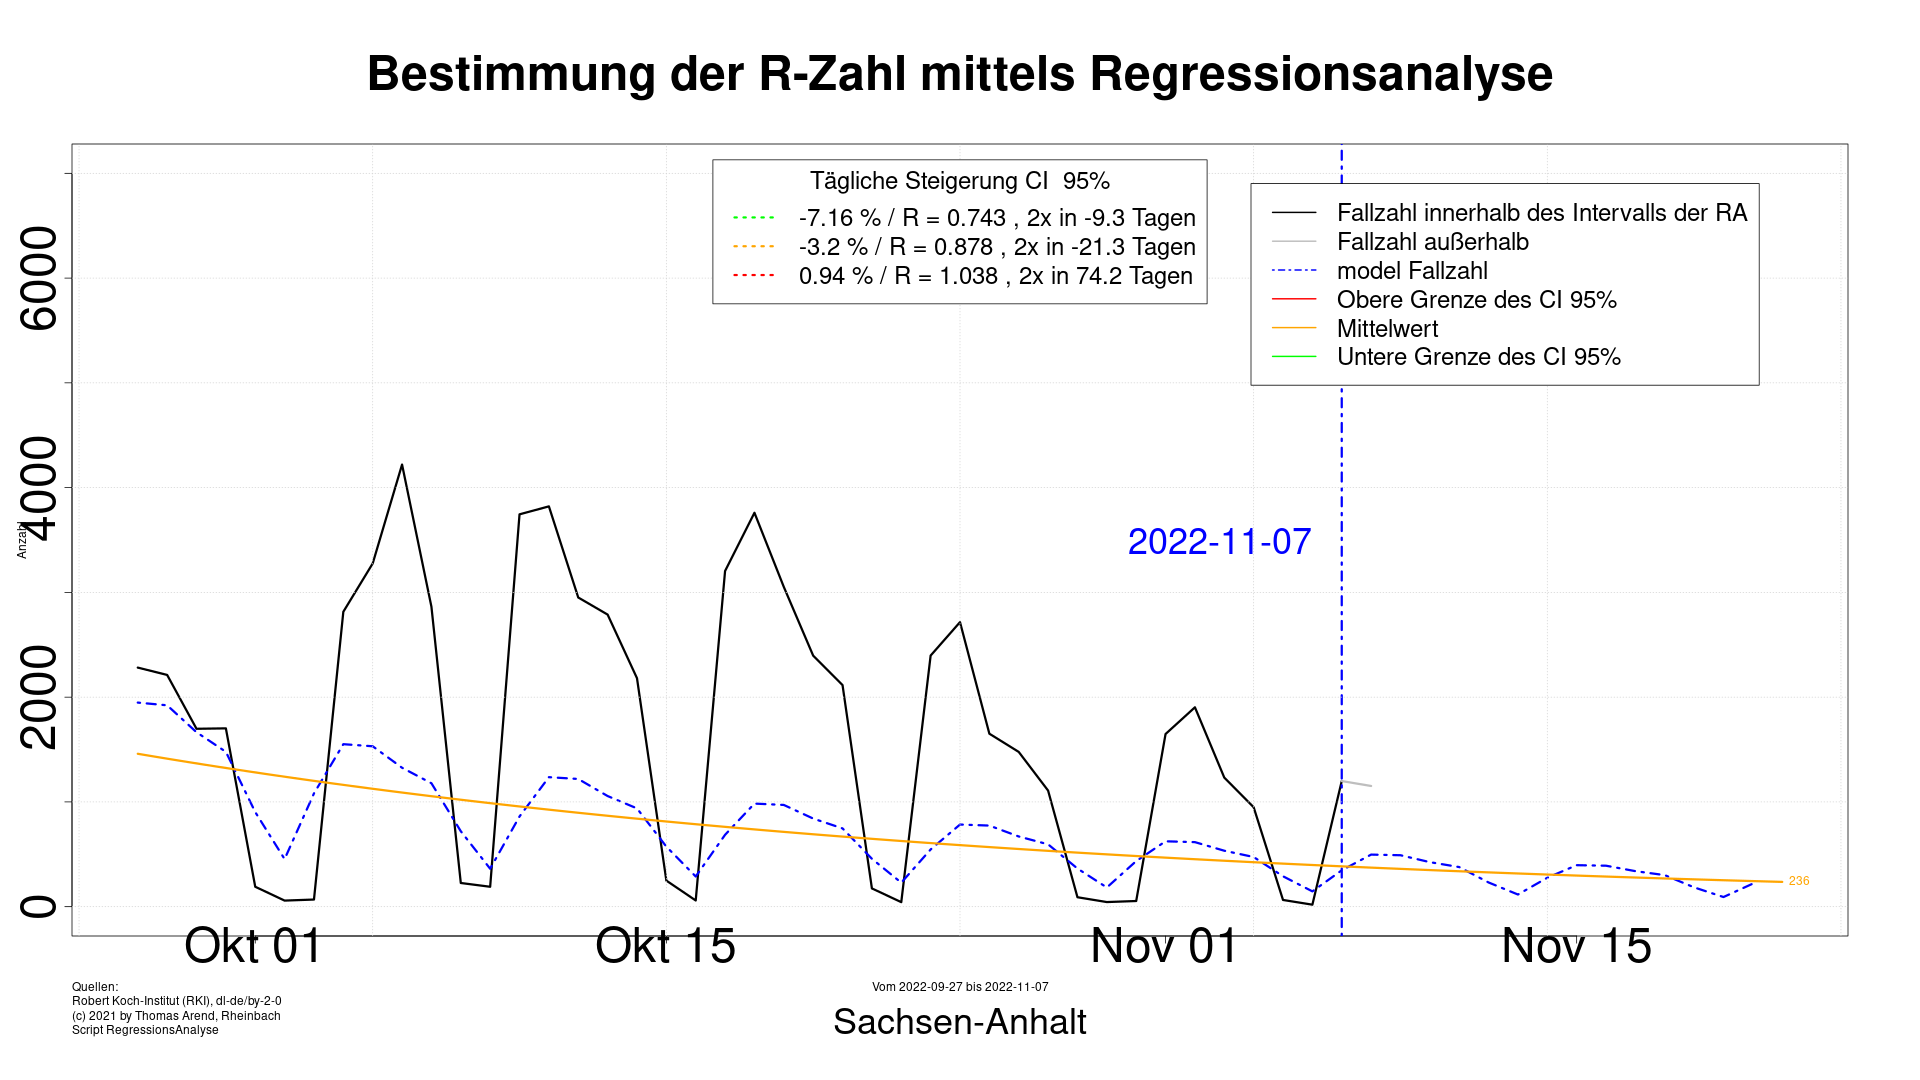 Bestimmung der R-Zahl mittels Regressionsanalyse
Tägliche Steigerung CI 95%
-7.16 % / R = 0.743 , 2x in -9.3 Tagen
-3.2 % / R = 0.878 , 2x in -21.3 Tagen
0.94 % / R = 1.038 , 2x in 74.2 Tagen
Fallzahl innerhalb des Intervalls der RA
Fallzahl außerhalb
model Fallzahl
Obere Grenze des CI 95%
Mittelwert
Untere Grenze des CI 95%
6000
4000
2000
0
Anzahl
2022-11-07
236
Okt 01
Okt 15
Nov 01
Nov 15
Quellen:
Robert Koch-Institut (RKI), dl-de/by-2-0
(c) 2021 by Thomas Arend, Rheinbach
Script RegressionsAnalyse
Vom 2022-09-27 bis 2022-11-07
Sachsen-Anhalt